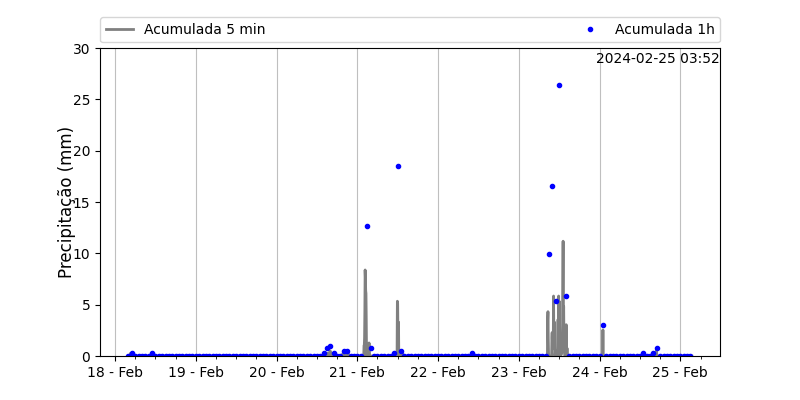 Acumulada 5 min
Acumulada 1h
2024-02-25 03:52
Precipitação (mm)
30
25
20
15
10
5
0
18 - Feb
19 - Feb
20 - Feb
21 - Feb
22 - Feb
23 - Feb
24 - Feb
25 - Feb